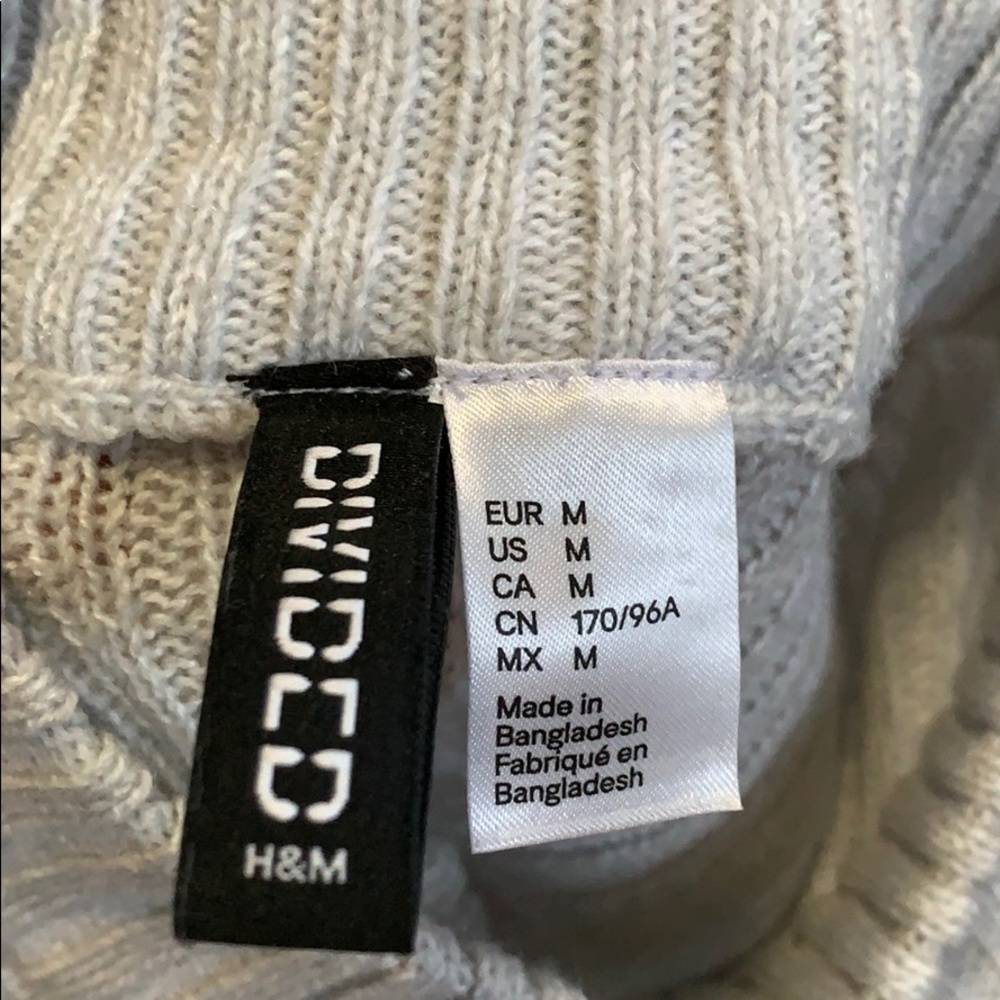 DIVIDED
H&M
EUR M
US M
CA M
CN 170/96A
MX M
Made in
Bangladesh
Fabriqué en
Bangladesh